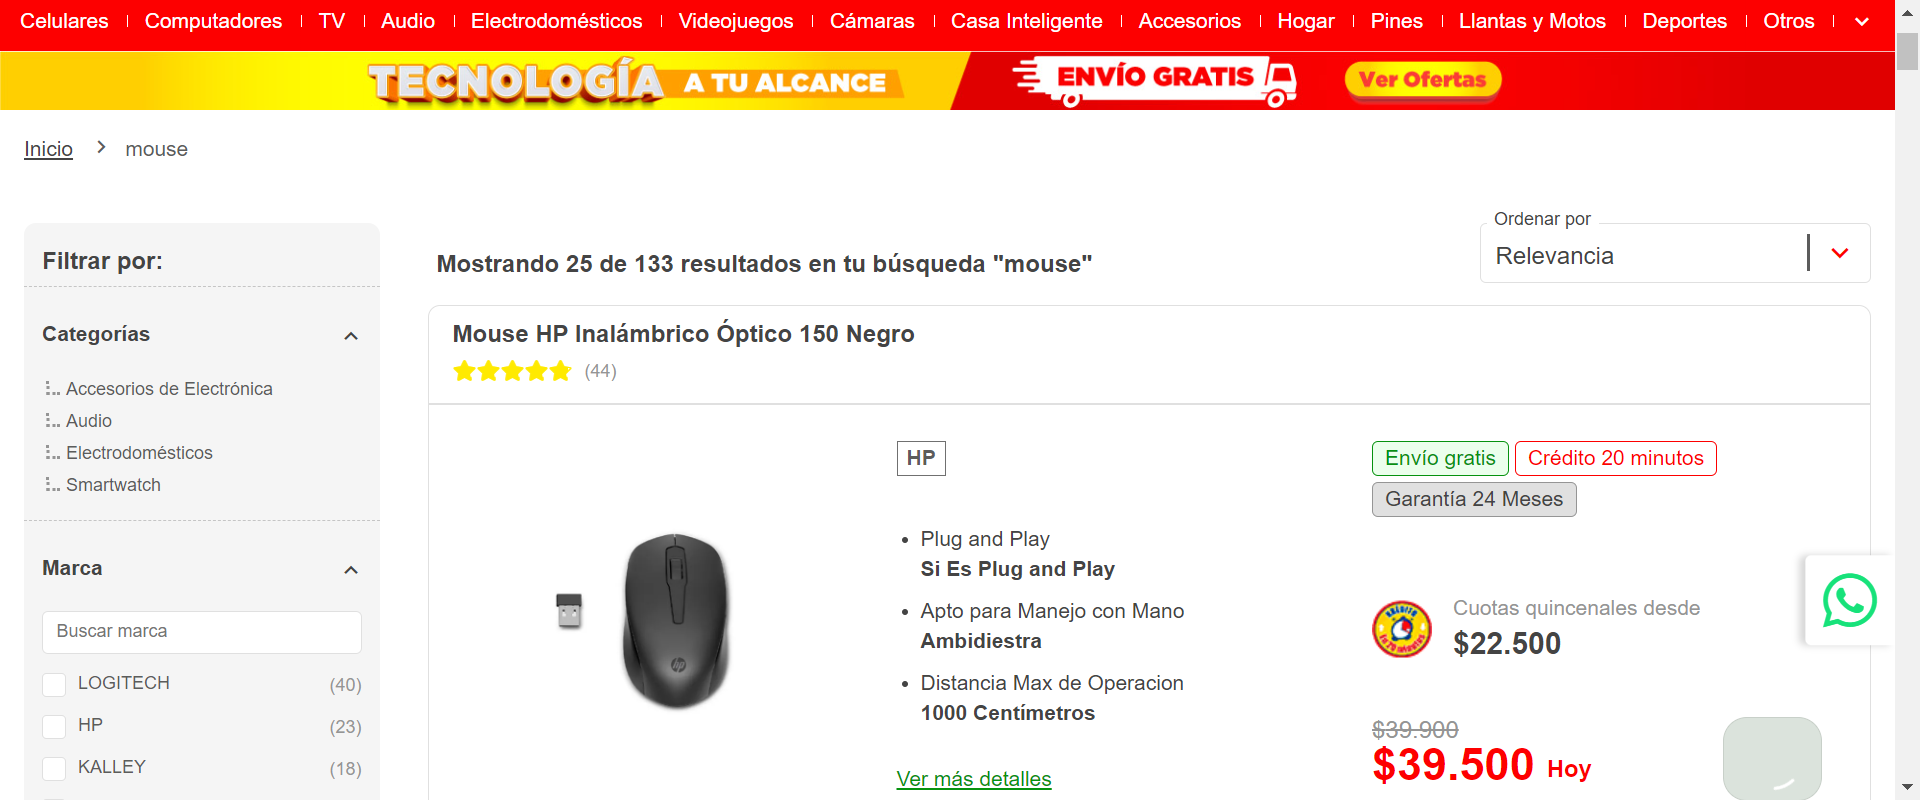 Celulares Computadores TV Audio Electrodomésticos Videojuegos Cámaras Casa Inteligente Accesorios Hogar Pines Llantas y Motos Deportes Otros
TECNOLOGÍA A TU ALCANCE ENVÍO GRATIS Ver Ofertas
Inicio mouse
Ordenar por
Relevancia
Filtrar por:
Categorías
Accesorios de Electrónica
Audio
Electrodomésticos
Smartwatch
Marca
Buscar marca
LOGITECH (40)
HP (23)
KALLEY (18)
Mostrando 25 de 133 resultados en tu búsqueda "mouse"
Mouse HP Inalámbrico Óptico 150 Negro
(44)
HP
Plug and Play
Si Es Plug and Play
Apto para Manejo con Mano
Ambidiestra
Distancia Max de Operacion
1000 Centímetros
Ver más detalles
Envío gratis Crédito 20 minutos
Garantía 24 Meses
Cuotas quincenales desde
$22.500
$39.900
$39.500 Hoy